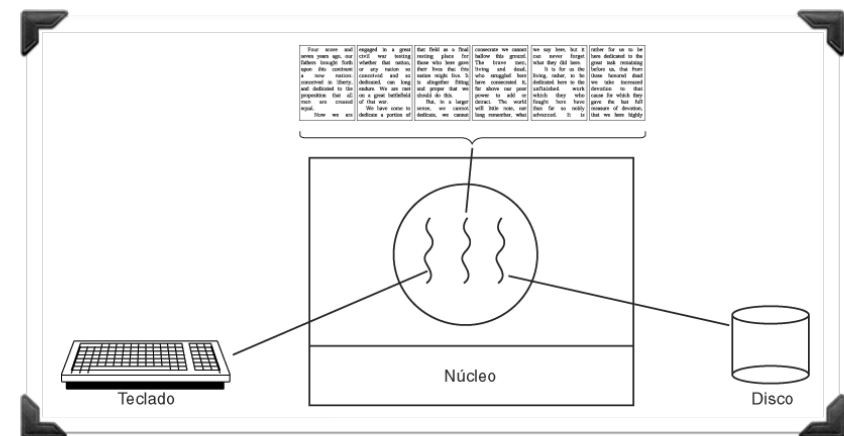 Four score and
seven years ago, our
fathers brought forth
upon this continent
a new nation:
conceived in liberty,
and dedicated to the
proposition that all
men are created
equal.
Now we are
engaged in a great
civil war testing
whether that nation,
or any nation so
conceived and so
dedicated, can long
endure. We are met
on a great battlefield
of that war.
We have come to
dedicate a portion of
that field as a final
resting place for
those who here gave
their lives that this
nation might live. It
is altogether fitting
and proper that we
should do this.
But, in a larger
sense, we cannot
dedicate, we cannot
consecrate we cannot
hallow this ground.
The brave men,
living and dead,
who struggled here
have consecrated it,
far above our poor
power to add or
detract. The world
will little note, nor
long remember, what
we say here, but it
can never forget
what they did here.
It is for us the
living, rather, to be
dedicated here to the
unfinished work
which they who
fought here have
thus far so nobly
advanced. It is
rather for us to be
here dedicated to the
great task remaining
before us, that from
these honored dead
we take increased
devotion to that
cause for which they
gave the last full
measure of devotion,
that we here highly
Núcleo
Teclado
Disco